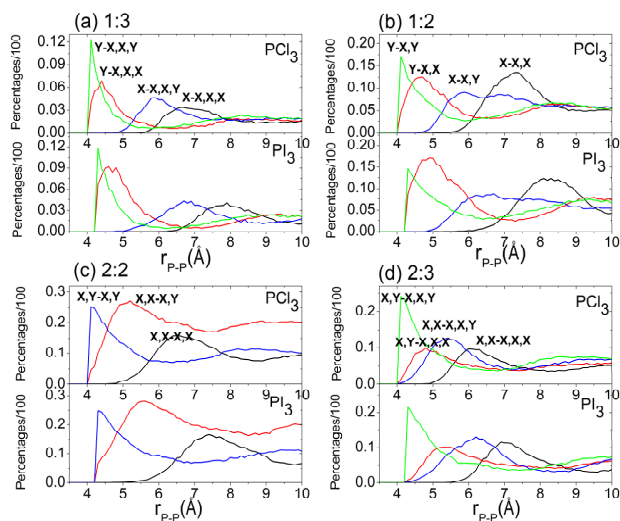 (a) 1:3
0.12
0.09
0.06
0.03
0.00
Percentages/100
Y-X,X,Y
Y-X,X,X
X-X,X,Y
X-X,X,X
PCl3
0.12
0.09
0.06
0.03
0.00
Percentages/100
PI3
4 5 6 7 8 9 10
rP-P(Å)
(b) 1:2
0.20
0.15
0.10
0.05
0.00
Percentages/100
Y-X,Y
Y-X,X
X-X,Y
X-X,X
PCl3
0.20
0.15
0.10
0.05
0.00
Percentages/100
PI3
4 5 6 7 8 9 10
rP-P(Å)
(c) 2:2
0.3
0.2
0.1
0.0
Percentages/100
X,Y-X,Y
X,X-X,Y
X,X-X,X
PCl3
0.3
0.2
0.1
0.0
Percentages/100
PI3
4 5 6 7 8 9 10
rP-P(Å)
(d) 2:3
0.2
0.1
0.0
Percentages/100
X,Y-X,X,Y
X,X-X,X,Y
X,Y-X,X,X
X,X-X,X,X
PCl3
0.2
0.1
0.0
Percentages/100
PI3
4 5 6 7 8 9 10
rP-P(Å)